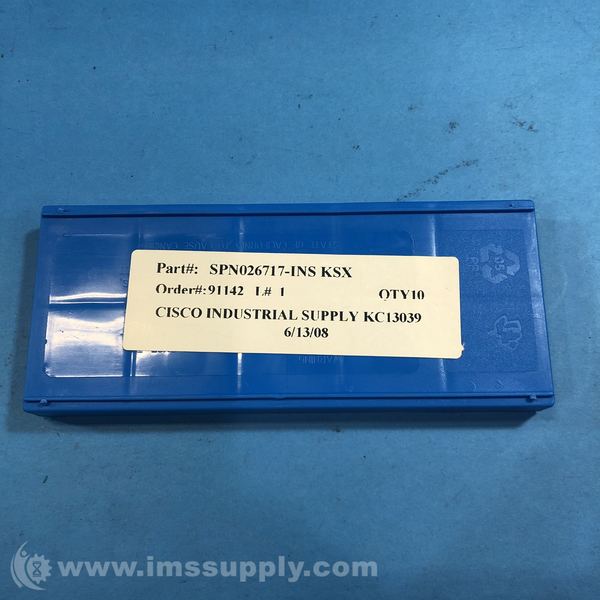 Part#: SPN026717-INS KSX
Order#:91142 L# 1 QTY10
CISCO INDUSTRIAL SUPPLY KC13039
6/13/08
www.imssupply.com